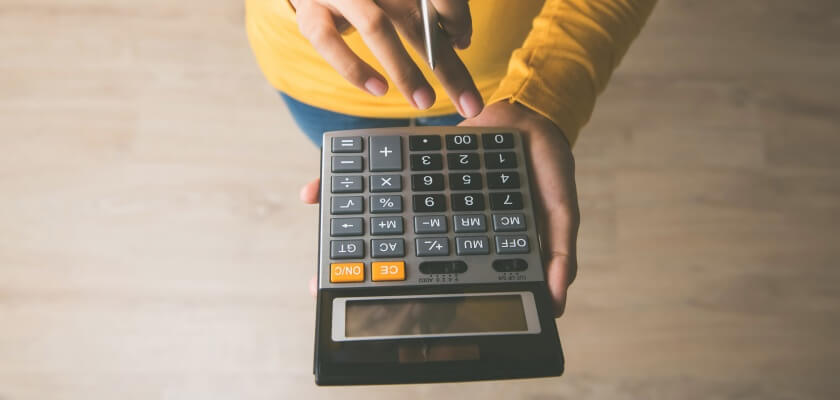 CE ON/C
OFF MU +/− AC GT
MC MR M− M+ →
7 8 9 % √
4 5 6 × ÷
1 2 3 + −
0 00 • =